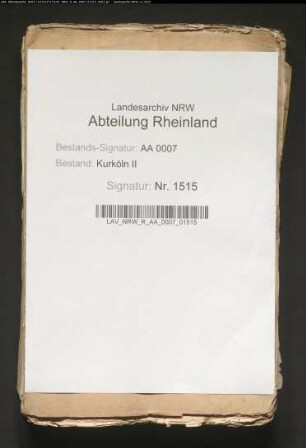 Landesarchiv NRW
Abteilung Rheinland
Bestands-Signatur: AA 0007
Bestand: Kurköln II
Signatur: Nr. 1515
LAV_NRW_R_AA_0007_01515